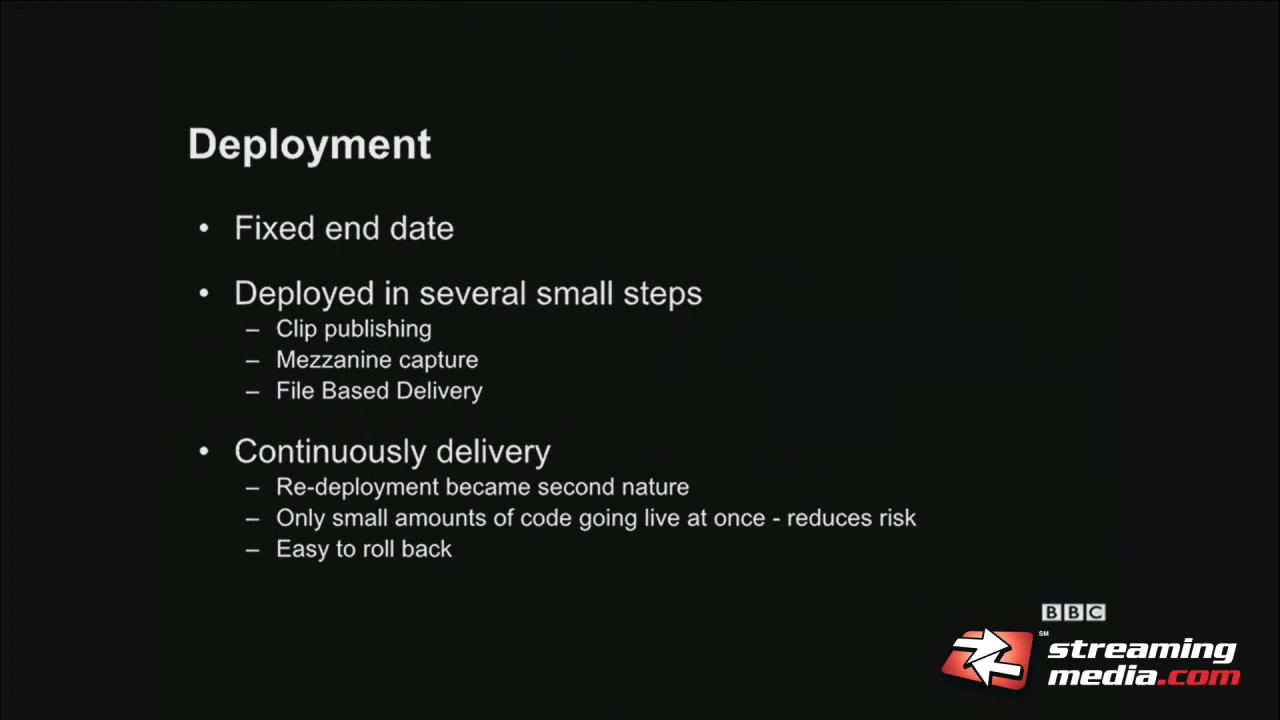 Deployment
• Fixed end date
• Deployed in several small steps
– Clip publishing
– Mezzanine capture
– File Based Delivery
• Continuously delivery
– Re-deployment became second nature
– Only small amounts of code going live at once - reduces risk
– Easy to roll back
BBC
SM
streaming
media.com